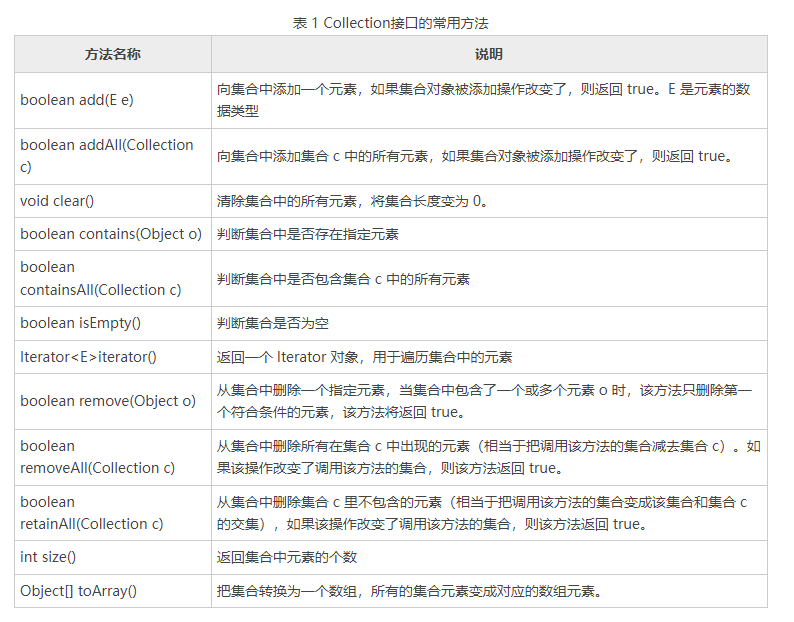 表 1 Collection接口的常用方法
方法名称 说明
boolean add(E e)
向集合中添加一个元素，如果集合对象被添加操作改变了，则返回 true。E 是元素的数
据类型
boolean addAll(Collection
c)
向集合中添加集合 c 中的所有元素，如果集合对象被添加操作改变了，则返回 true。
void clear()
清除集合中的所有元素，将集合长度变为 0。
boolean contains(Object o)
判断集合中是否存在指定元素
boolean
containsAll(Collection c)
判断集合中是否包含集合 c 中的所有元素
boolean isEmpty()
判断集合是否为空
Iterator<E>iterator()
返回一个 Iterator 对象，用于遍历集合中的元素
boolean remove(Object o)
从集合中删除一个指定元素，当集合中包含了一个或多个元素 o 时，该方法只删除第一
个符合条件的元素，该方法将返回 true。
boolean
removeAll(Collection c)
从集合中删除所有在集合 c 中出现的元素（相当于把调用该方法的集合减去集合 c）。如
果该操作改变了调用该方法的集合，则该方法返回 true。
boolean
retainAll(Collection c)
从集合中删除集合 c 里不包含的元素（相当于把调用该方法的集合变成该集合和集合 c
的交集），如果该操作改变了调用该方法的集合，则该方法返回 true。
int size()
返回集合中元素的个数
Object[] toArray()
把集合转换为一个数组，所有的集合元素变成对应的数组元素。